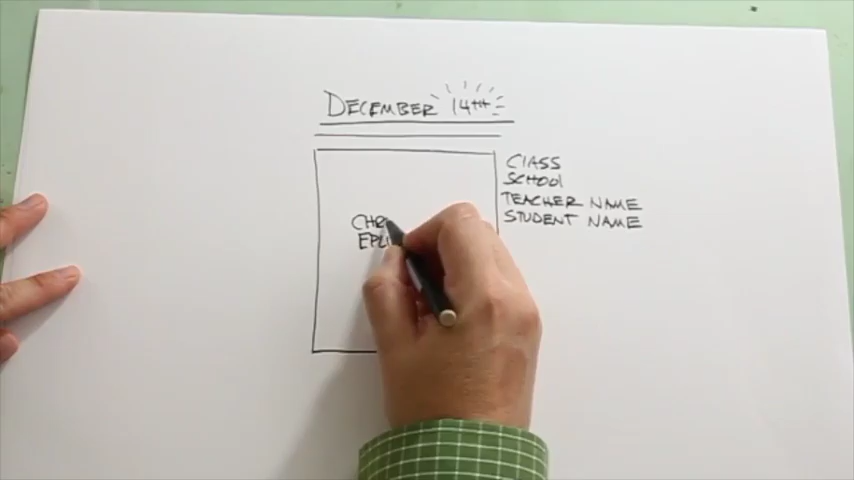 DECEMBER 14TH
CLASS
SCHOOL
TEACHER NAME
STUDENT NAME